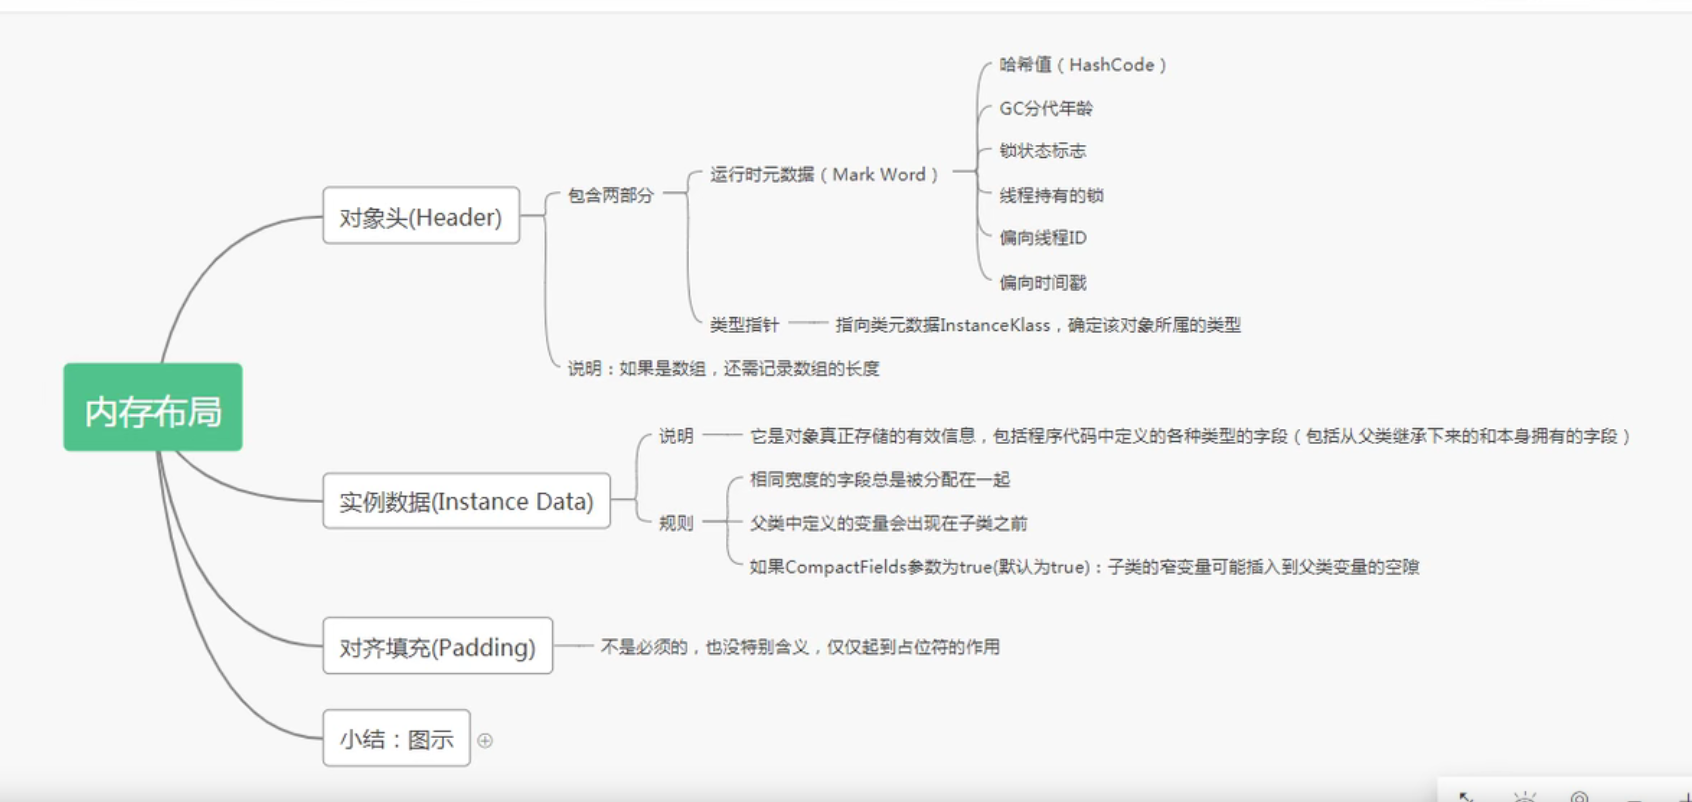 内存布局
对象头(Header)
包含两部分
运行时元数据（Mark Word）
哈希值（HashCode）
GC分代年龄
锁状态标志
线程持有的锁
偏向线程ID
偏向时间戳
类型指针
指向类元数据InstanceKlass，确定该对象所属的类型
说明：如果是数组，还需记录数组的长度
实例数据(Instance Data)
说明
它是对象真正存储的有效信息，包括程序代码中定义的各种类型的字段（包括从父类继承下来的和本身拥有的字段）
规则
相同宽度的字段总是被分配在一起
父类中定义的变量会出现在子类之前
如果CompactFields参数为true(默认为true)：子类的窄变量可能插入到父类变量的空隙
对齐填充(Padding)
不是必须的，也没特别含义，仅仅起到占位符的作用
小结：图示